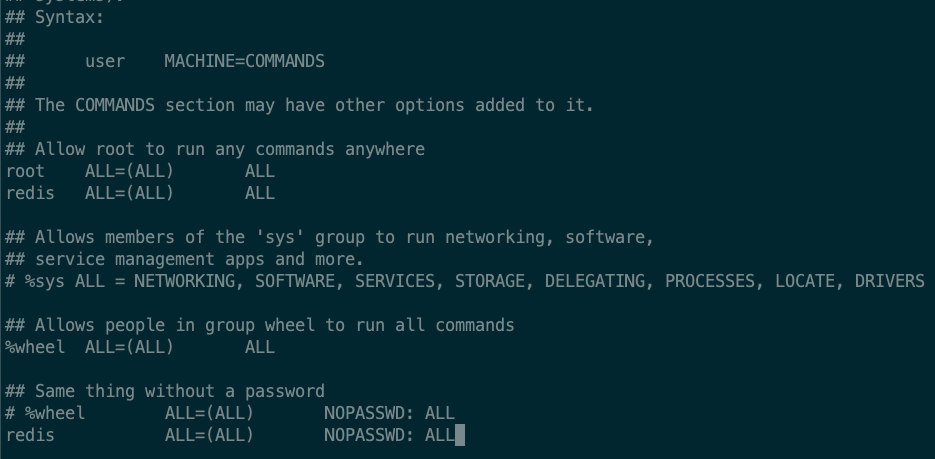 ## Syntax:
##
##      user    MACHINE=COMMANDS
##
## The COMMANDS section may have other options added to it.
##
## Allow root to run any commands anywhere
root    ALL=(ALL)       ALL
redis   ALL=(ALL)       ALL

## Allows members of the 'sys' group to run networking, software,
## service management apps and more.
# %sys ALL = NETWORKING, SOFTWARE, SERVICES, STORAGE, DELEGATING, PROCESSES, LOCATE, DRIVERS

## Allows people in group wheel to run all commands
%wheel  ALL=(ALL)       ALL

## Same thing without a password
# %wheel        ALL=(ALL)       NOPASSWD: ALL
redis           ALL=(ALL)       NOPASSWD: ALL